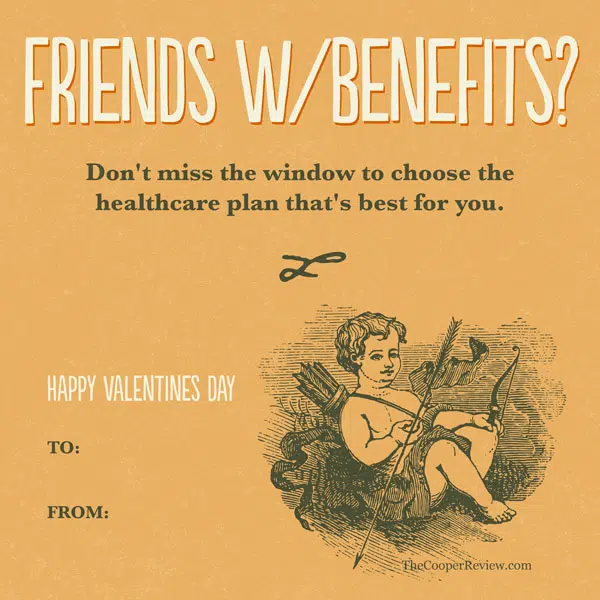 FRIENDS W/BENEFITS?
Don't miss the window to choose the
healthcare plan that's best for you.
HAPPY VALENTINES DAY
TO:
FROM:
TheCooperReview.com